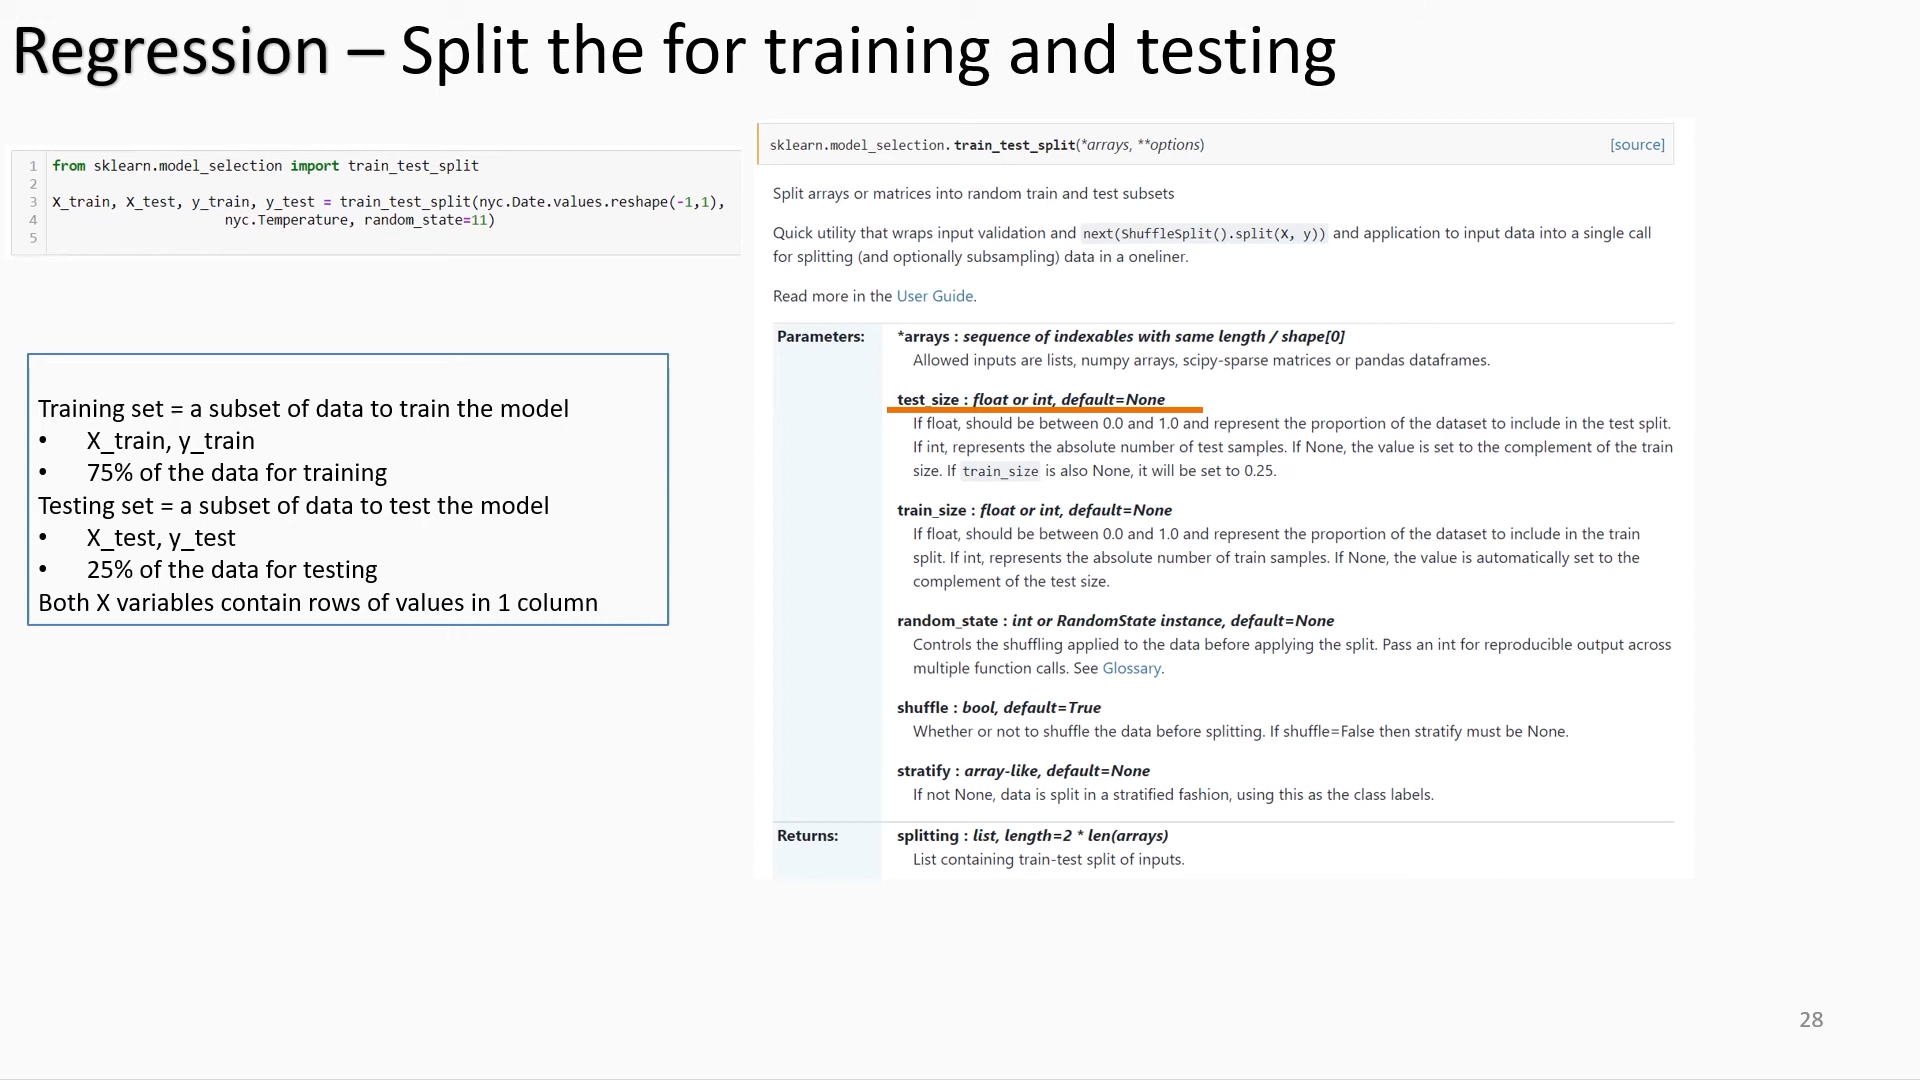 Regression – Split the for training and testing
1 from sklearn.model_selection import train_test_split
2
3 X_train, X_test, y_train, y_test = train_test_split(nyc.Date.values.reshape(-1,1),
4 nyc.Temperature, random_state=11)
5
Training set = a subset of data to train the model
• X_train, y_train
• 75% of the data for training
Testing set = a subset of data to test the model
• X_test, y_test
• 25% of the data for testing
Both X variables contain rows of values in 1 column
sklearn.model_selection.train_test_split(*arrays, **options) [source]
Split arrays or matrices into random train and test subsets
Quick utility that wraps input validation and next(ShuffleSplit().split(X, y)) and application to input data into a single call
for splitting (and optionally subsampling) data in a oneliner.
Read more in the User Guide.
Parameters: *arrays : sequence of indexables with same length / shape[0]
Allowed inputs are lists, numpy arrays, scipy-sparse matrices or pandas dataframes.
test_size : float or int, default=None
If float, should be between 0.0 and 1.0 and represent the proportion of the dataset to include in the test split.
If int, represents the absolute number of test samples. If None, the value is set to the complement of the train
size. If train_size is also None, it will be set to 0.25.
train_size : float or int, default=None
If float, should be between 0.0 and 1.0 and represent the proportion of the dataset to include in the train
split. If int, represents the absolute number of train samples. If None, the value is automatically set to the
complement of the test size.
random_state : int or RandomState instance, default=None
Controls the shuffling applied to the data before applying the split. Pass an int for reproducible output across
multiple function calls. See Glossary.
shuffle : bool, default=True
Whether or not to shuffle the data before splitting. If shuffle=False then stratify must be None.
stratify : array-like, default=None
If not None, data is split in a stratified fashion, using this as the class labels.
Returns: splitting : list, length=2 * len(arrays)
List containing train-test split of inputs.
28